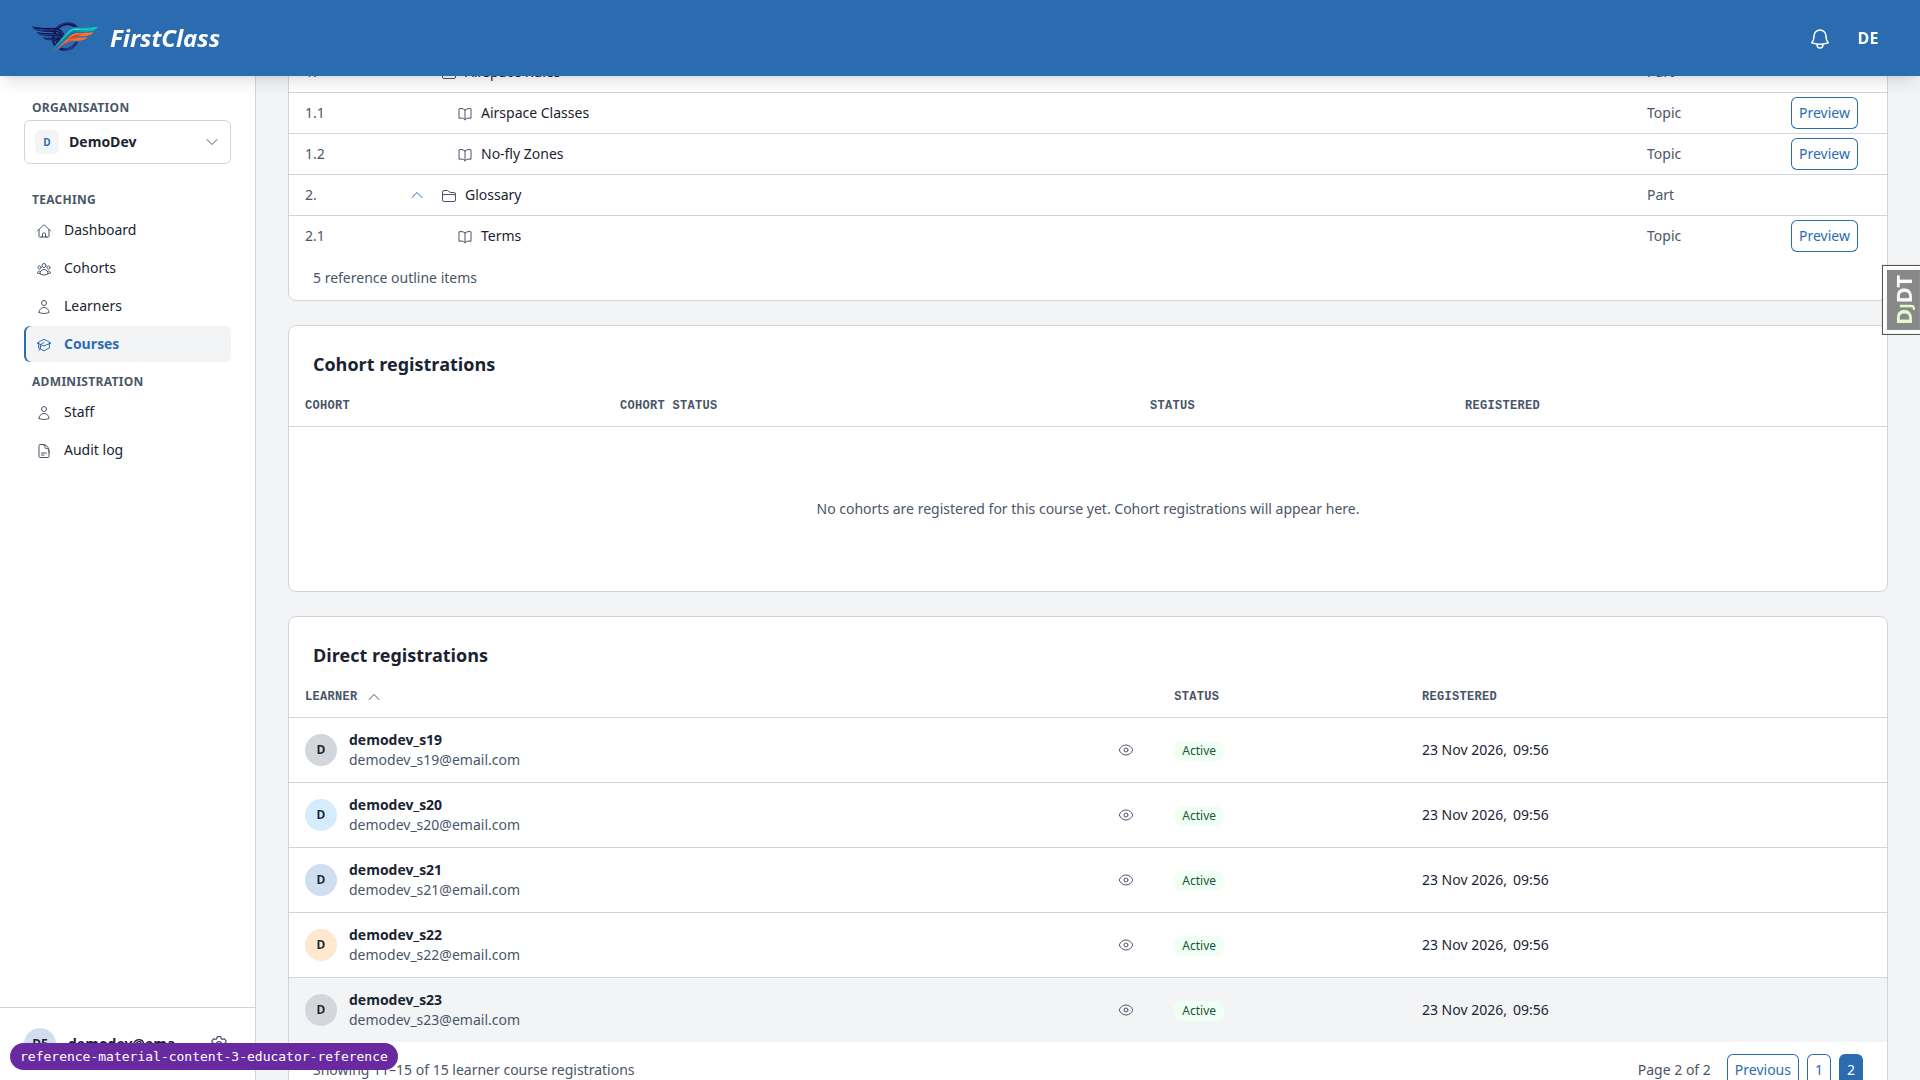 FirstClass
DE
ORGANISATION
D DemoDev
TEACHING
Dashboard
Cohorts
Learners
Courses
ADMINISTRATION
Staff
Audit log
1.1 Airspace Classes Topic Preview
1.2 No-fly Zones Topic Preview
2. Glossary Part
2.1 Terms Topic Preview
5 reference outline items
DJDT
Cohort registrations
COHORT COHORT STATUS STATUS REGISTERED
No cohorts are registered for this course yet. Cohort registrations will appear here.
Direct registrations
LEARNER STATUS REGISTERED
D demodev_s19 Active 23 Nov 2026, 09:56
demodev_s19@email.com
D demodev_s20 Active 23 Nov 2026, 09:56
demodev_s20@email.com
D demodev_s21 Active 23 Nov 2026, 09:56
demodev_s21@email.com
D demodev_s22 Active 23 Nov 2026, 09:56
demodev_s22@email.com
D demodev_s23 Active 23 Nov 2026, 09:56
demodev_s23@email.com
reference-material-content-3-educator-reference
Showing 11–15 of 15 learner course registrations
Page 2 of 2 Previous 1 2